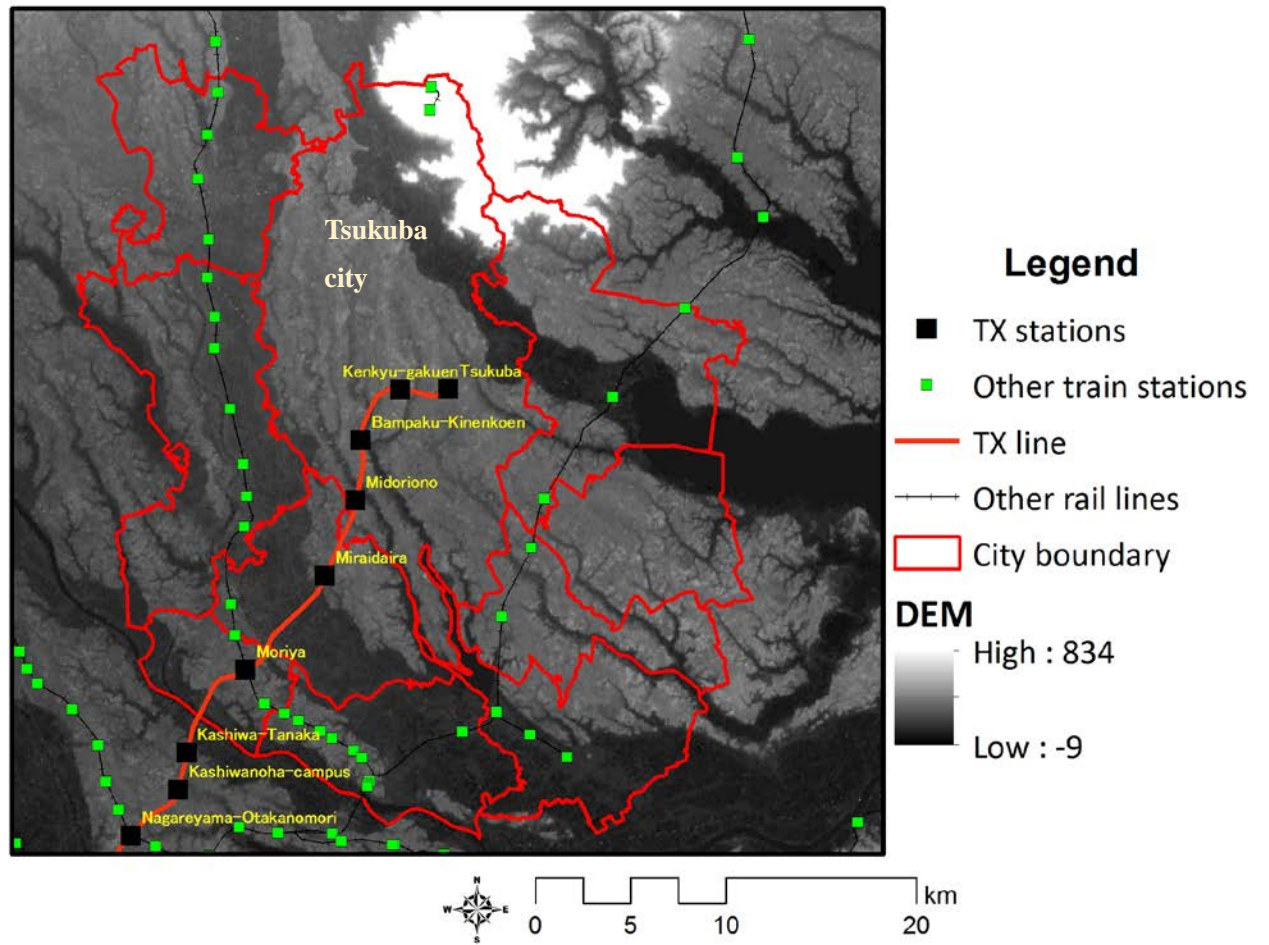 Tsukuba
city
Kenkyu-gakuen Tsukuba
Bampaku-Kinenkoen
Midoriono
Miraidaira
Moriya
Kashiwa-Tanaka
Kashiwanoha-campus
Nagareyama-Otakanomori
Legend
TX stations
Other train stations
TX line
Other rail lines
City boundary
DEM
High : 834
Low : -9
N
W E
S
km
0 5 10 20